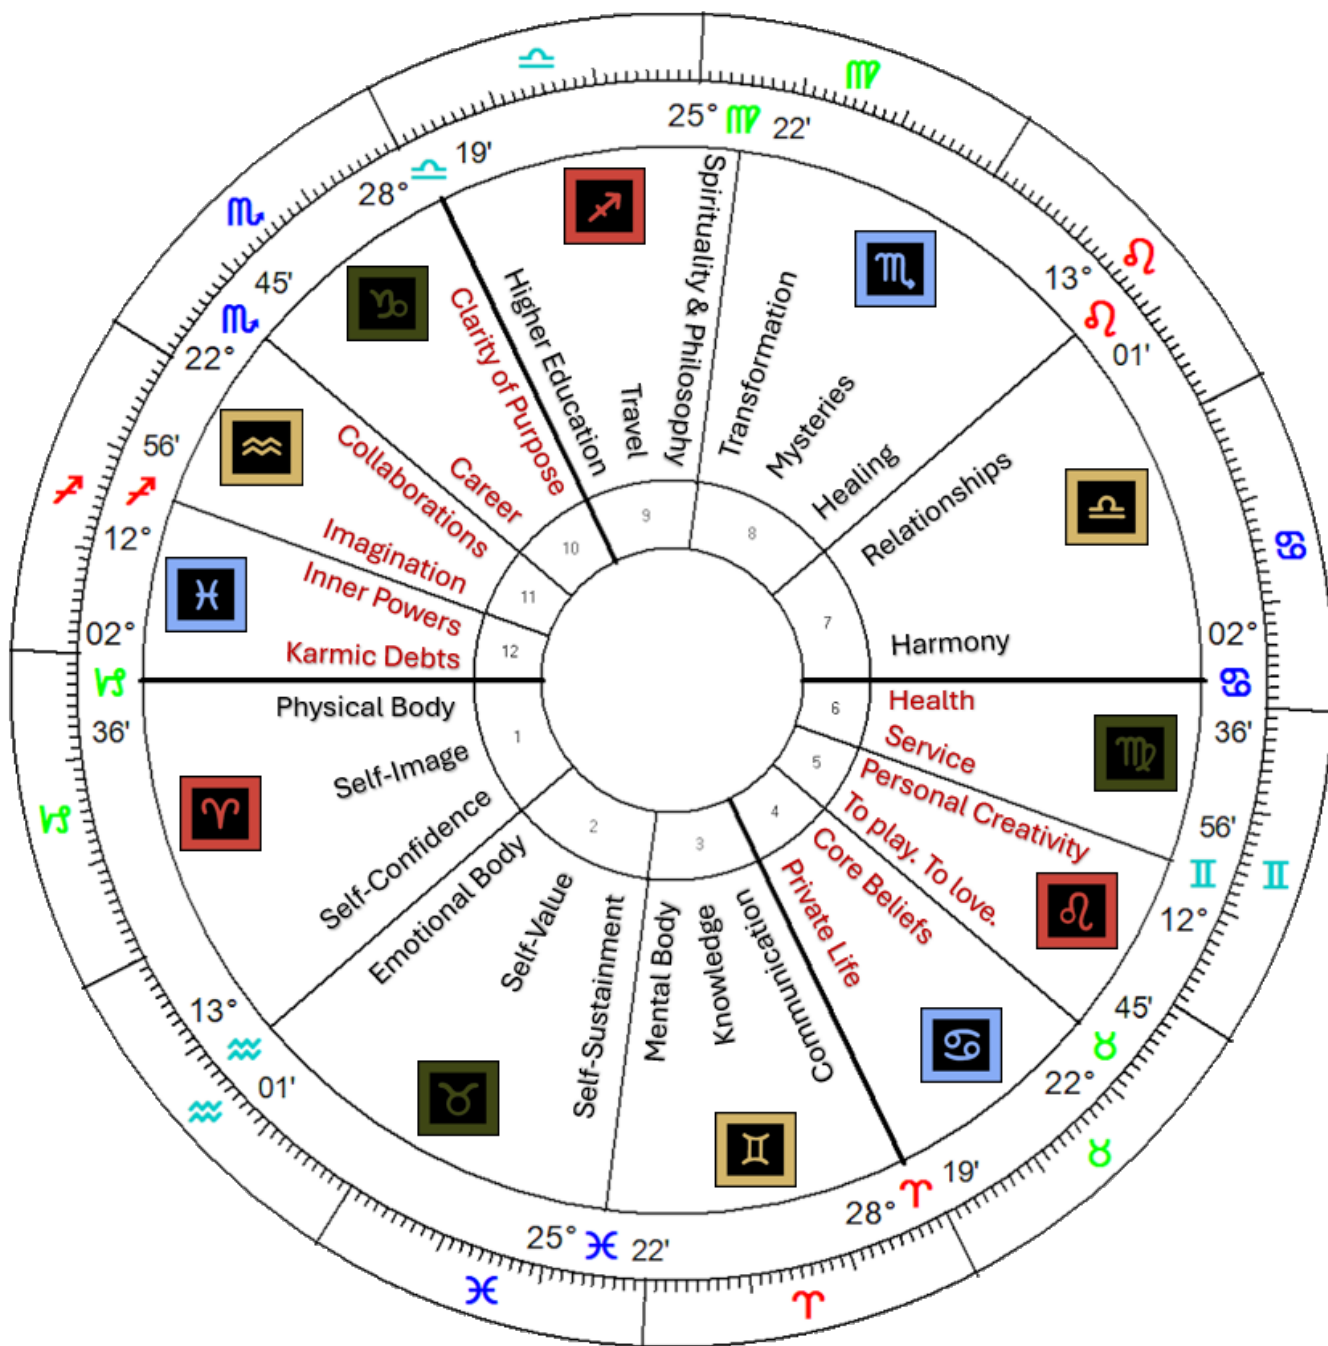 25° ♍ 22'
28° ♎ 19'
22° ♏ 45'
12° ♐ 56'
02° ♑ 36'
13° ♒ 01'
25° ♓ 22'
28° ♈ 19'
22° ♉ 45'
12° ♊ 56'
02° ♋ 36'
13° ♌ 01'
1
Physical Body
Self-Image
Self-Confidence
2
Emotional Body
Self-Value
Self-Sustainment
3
Mental Body
Knowledge
Communication
4
Private Life
Core Beliefs
5
To play. To love.
Personal Creativity
6
Service
Health
7
Harmony
Relationships
8
Healing
Mysteries
Transformation
9
Spirituality & Philosophy
Travel
Higher Education
10
Clarity of Purpose
Career
11
Collaborations
Imagination
12
Inner Powers
Karmic Debts